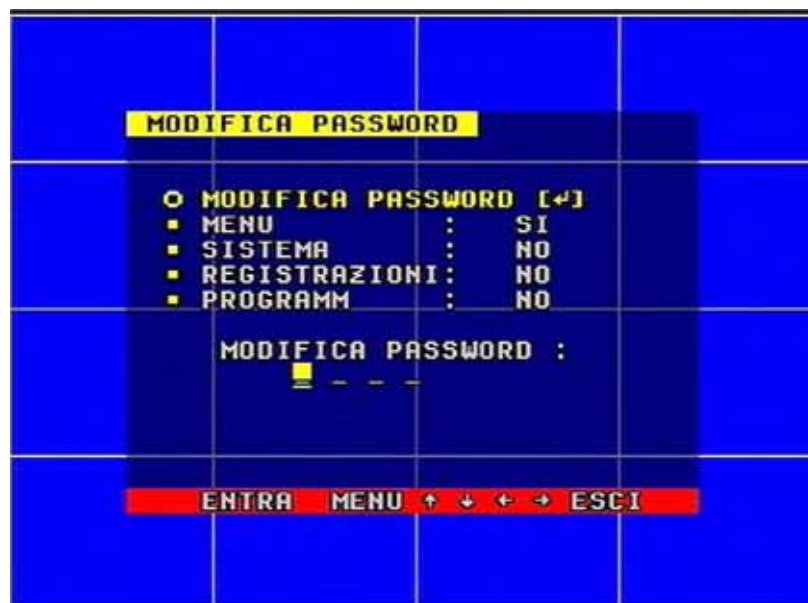 MODIFICA PASSWORD
MODIFICA PASSWORD [↵]
MENU : SI
SISTEMA : NO
REGISTRAZIONI: NO
PROGRAMM : NO
MODIFICA PASSWORD :
_ _ _ _
ENTRA MENU ↑ ↓ ← → ESCI